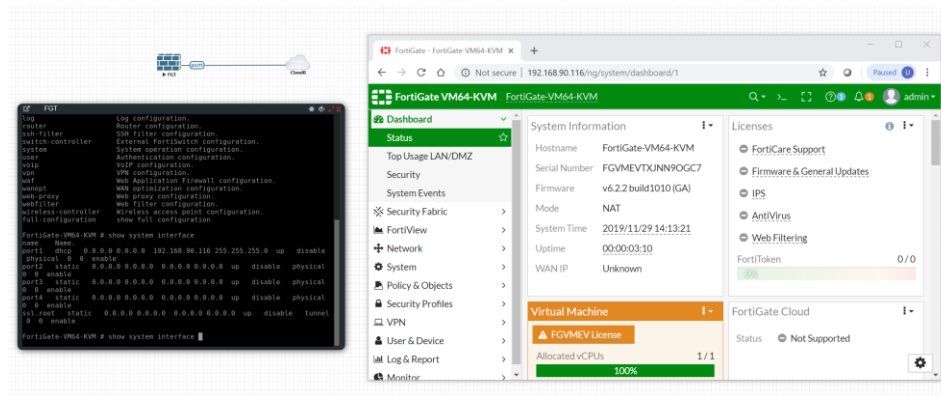 port1
FGT
Cloud0
FGT
log Log configuration.
router Router configuration.
ssh-filter SSH filter configuration.
switch-controller External FortiSwitch configuration.
system System operation configuration.
user Authentication configuration.
voip VoIP configuration.
vpn VPN configuration.
waf Web Application Firewall configuration.
wanopt WAN optimization configuration.
web-proxy Web proxy configuration.
webfilter Web filter configuration.
wireless-controller Wireless access point configuration.
full-configuration show full configuration
FortiGate-VM64-KVM # show system interface
name Name.
port1 dhcp 0.0.0.0 0.0.0.0 192.168.90.116 255.255.255.0 up disable
physical 0 0 enable
port2 static 0.0.0.0 0.0.0.0 0.0.0.0 0.0.0.0 up disable physical
0 0 enable
port3 static 0.0.0.0 0.0.0.0 0.0.0.0 0.0.0.0 up disable physical
0 0 enable
port4 static 0.0.0.0 0.0.0.0 0.0.0.0 0.0.0.0 up disable physical
0 0 enable
ssl.root static 0.0.0.0 0.0.0.0 0.0.0.0 0.0.0.0 up disable tunnel
0 0 enable
FortiGate-VM64-KVM # show system interface
FortiGate - FortiGate-VM64-KVM
Not secure | 192.168.90.116/ng/system/dashboard/1
Paused U
FortiGate VM64-KVM FortiGate-VM64-KVM
admin
Dashboard
Status
Top Usage LAN/DMZ
Security
System Events
Security Fabric
FortiView
Network
System
Policy & Objects
Security Profiles
VPN
User & Device
Log & Report
Monitor
System Information
Hostname FortiGate-VM64-KVM
Serial Number FGVMEVTXJNN9OGC7
Firmware v6.2.2 build1010 (GA)
Mode NAT
System Time 2019/11/29 14:13:21
Uptime 00:00:03:10
WAN IP Unknown
Licenses
FortiCare Support
Firmware & General Updates
IPS
AntiVirus
Web Filtering
FortiToken 0/0
0%
Virtual Machine
FGVMEV License
Allocated vCPUs 1/1
100%
FortiGate Cloud
Status Not Supported